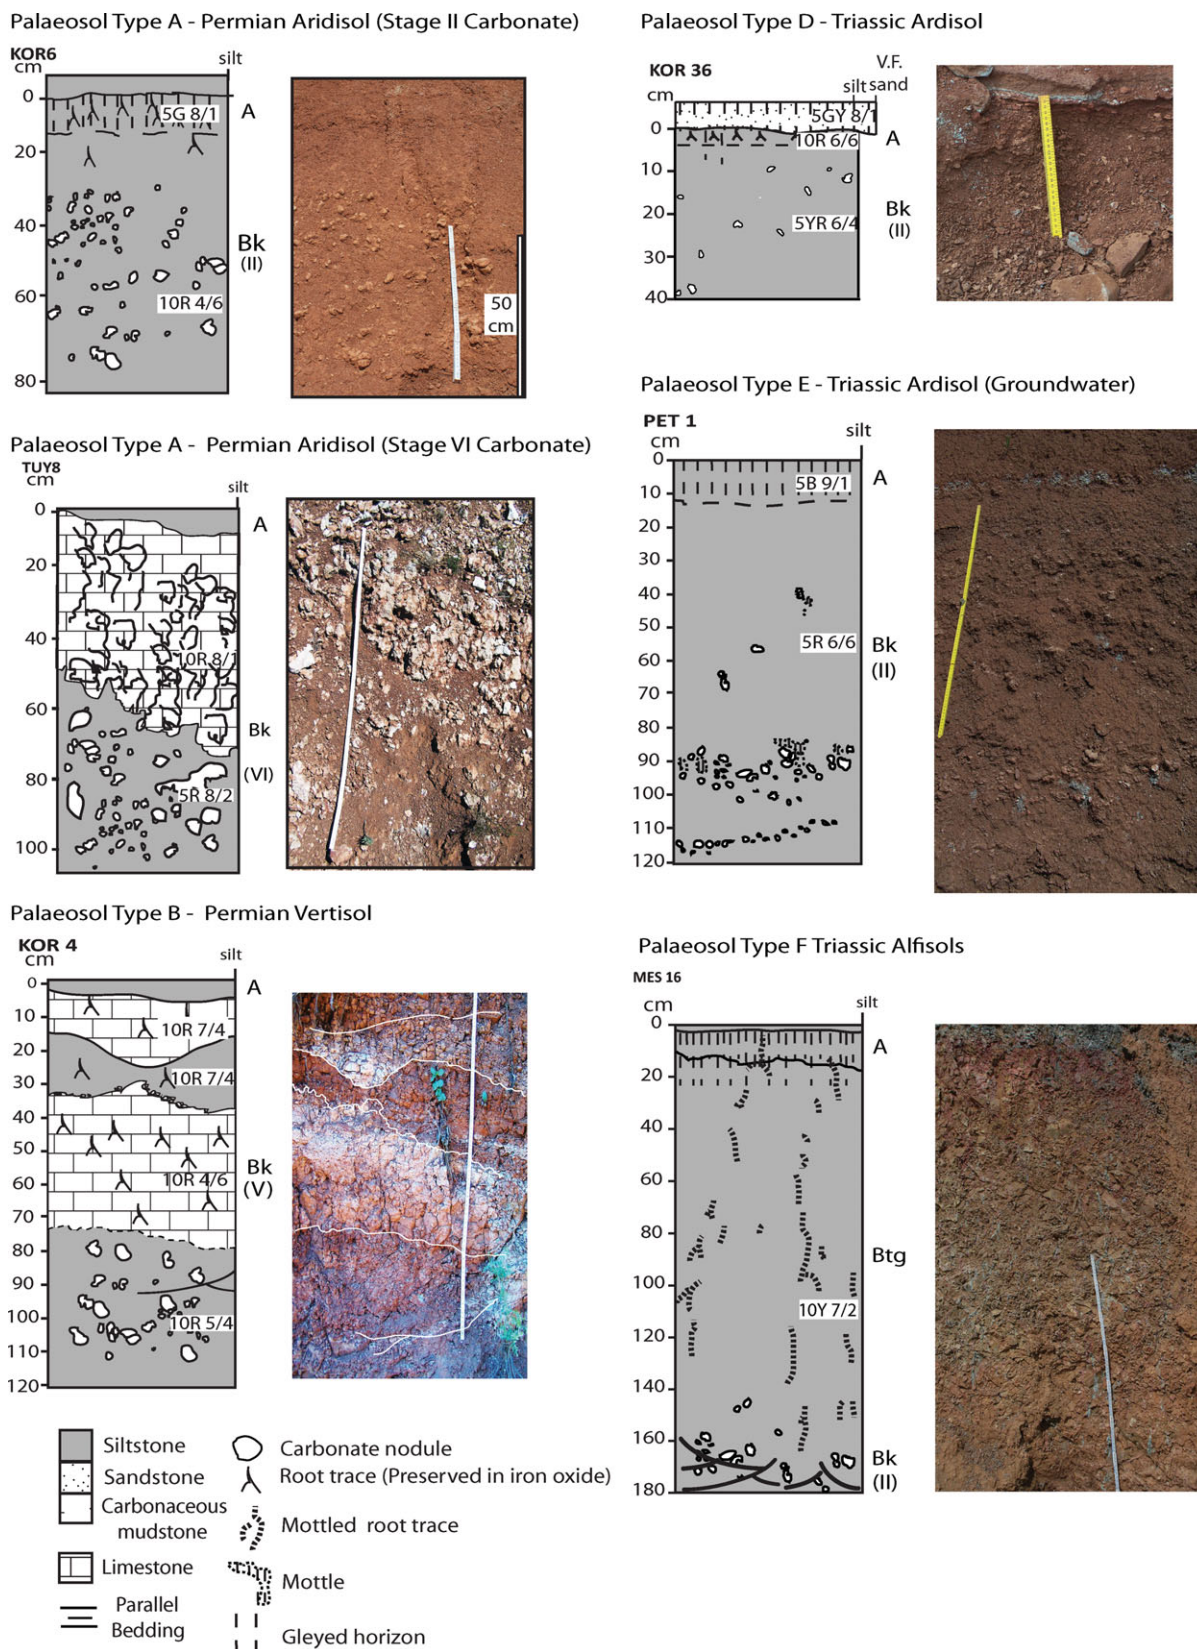 Palaeosol Type A - Permian Aridisol (Stage II Carbonate)
KOR6
cm
silt
0
20
40
60
80
5G 8/1
10R 4/6
A
Bk
(II)
50
cm
Palaeosol Type A - Permian Aridisol (Stage VI Carbonate)
TUY8
cm
silt
0
20
40
60
80
100
10R 8/1
5R 8/2
A
Bk
(VI)
Palaeosol Type B - Permian Vertisol
KOR 4
cm
silt
0
10
20
30
40
50
60
70
80
90
100
110
120
10R 7/4
10R 7/4
10R 4/6
10R 5/4
A
Bk
(V)
Siltstone
Sandstone
Carbonaceous
mudstone
Limestone
Parallel
Bedding
Carbonate nodule
Root trace (Preserved in iron oxide)
Mottled root trace
Mottle
Gleyed horizon
Palaeosol Type D - Triassic Ardisol
KOR 36
cm
silt
V.F.
sand
0
10
20
30
40
5GY 8/1
10R 6/6
5YR 6/4
A
Bk
(II)
Palaeosol Type E - Triassic Ardisol (Groundwater)
PET 1
cm
silt
0
10
20
30
40
50
60
70
80
90
100
110
120
5B 9/1
5R 6/6
A
Bk
(II)
Palaeosol Type F Triassic Alfisols
MES 16
cm
silt
0
20
40
60
80
100
120
140
160
180
10Y 7/2
A
Btg
Bk
(II)